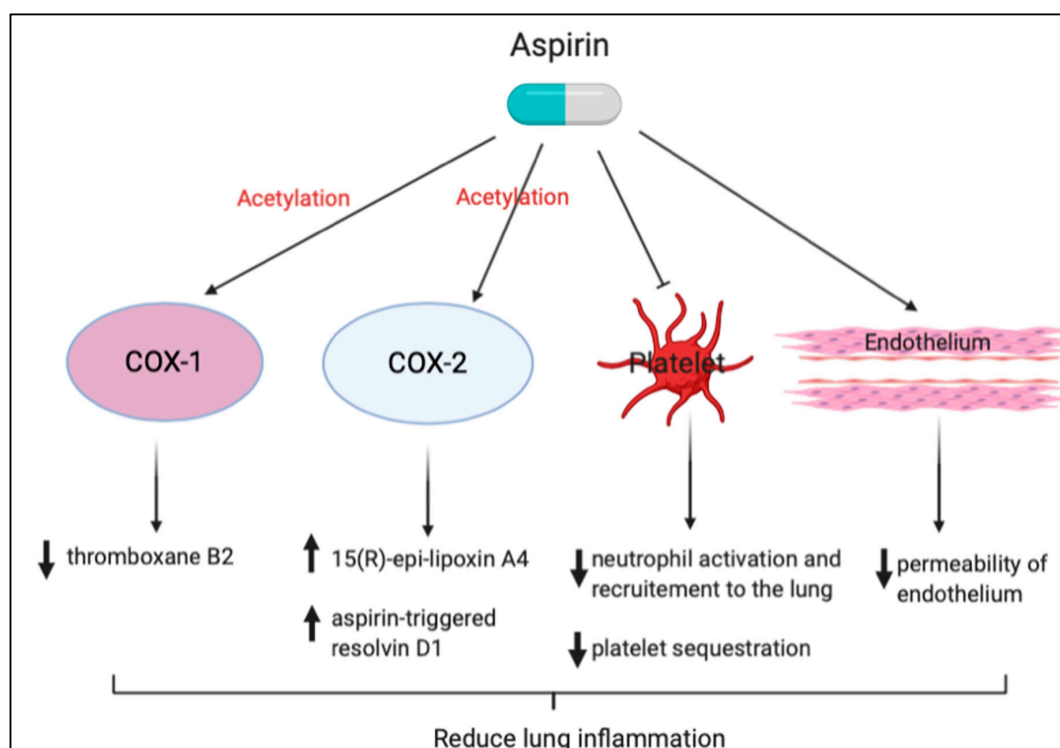 Aspirin
Acetylation
Acetylation
COX-1
COX-2
Platelet
Endothelium
thromboxane B2
15(R)-epi-lipoxin A4
aspirin-triggered
resolvin D1
neutrophil activation and
recruitement to the lung
platelet sequestration
permeability of
endothelium
Reduce lung inflammation